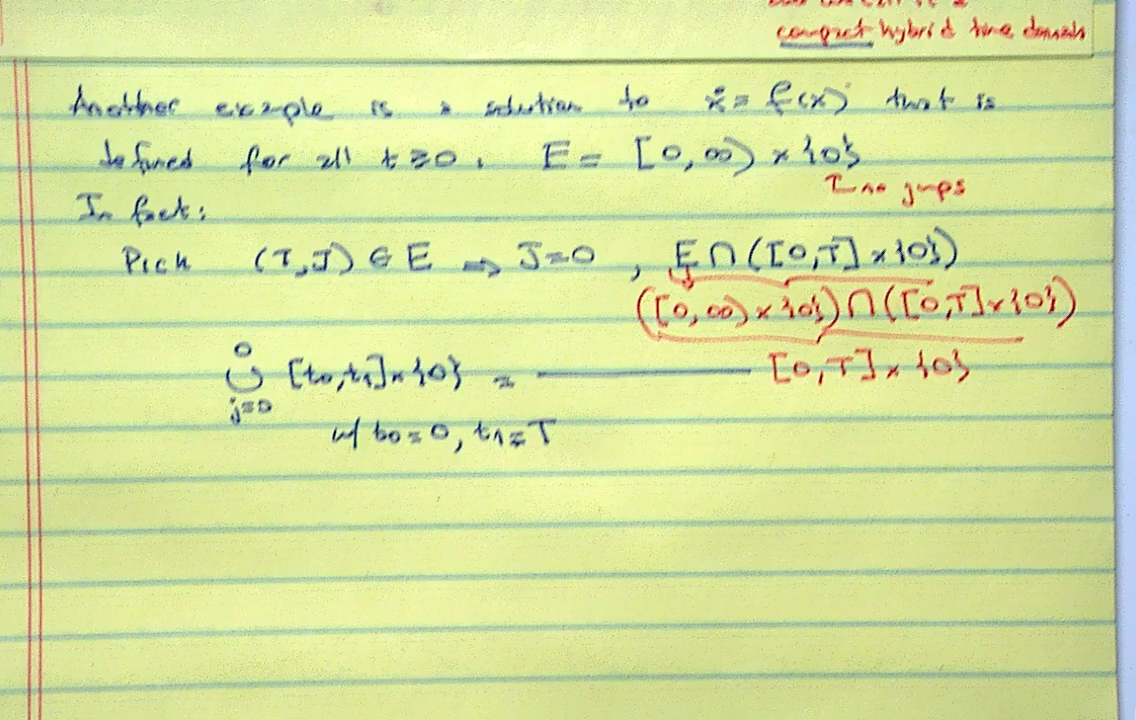 compact hybrid time domain
Another example is a solution to ẋ = f(x) that is
defined for all t ≥ 0. E = [0,∞) × {0}
no jumps
In fact:
Pick (T,J) ∈ E ⇒ J=0 , E ∩ ([0,T] × {0})
([0,∞) × {0}) ∩ ([0,T] × {0})
0
∪ [t0,t1] × {0} = [0,T] × {0}
j=0
w/ t0 = 0, t1 = T